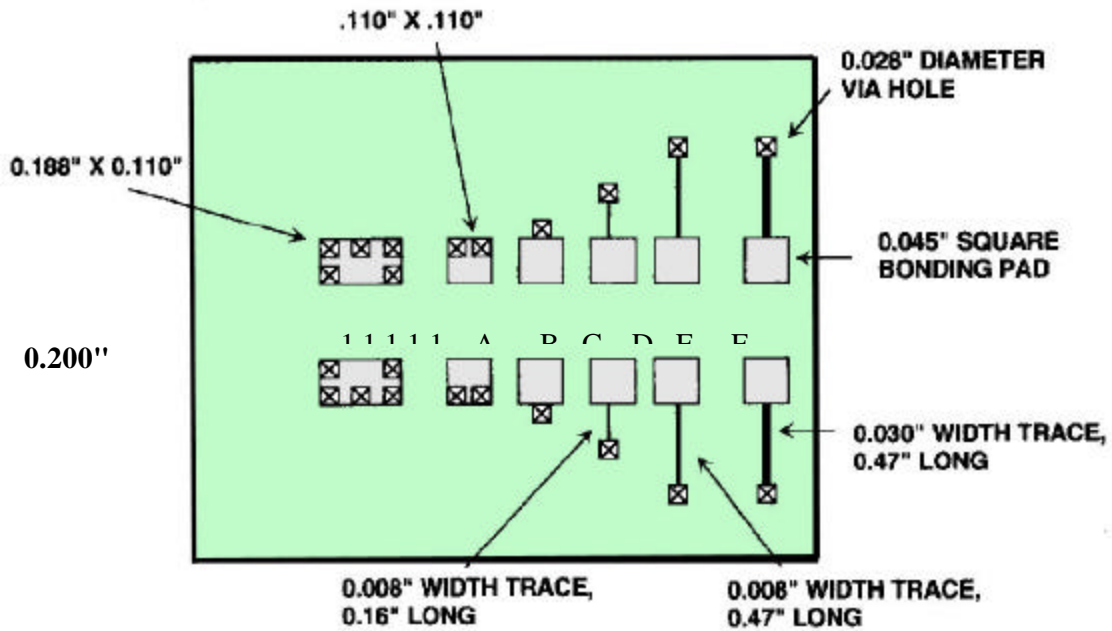 .110" X .110"
0.028" DIAMETER
VIA HOLE
0.188" X 0.110"
0.045" SQUARE
BONDING PAD
0.200"
A B C D
0.030" WIDTH TRACE,
0.47" LONG
0.008" WIDTH TRACE,
0.16" LONG
0.008" WIDTH TRACE,
0.47" LONG